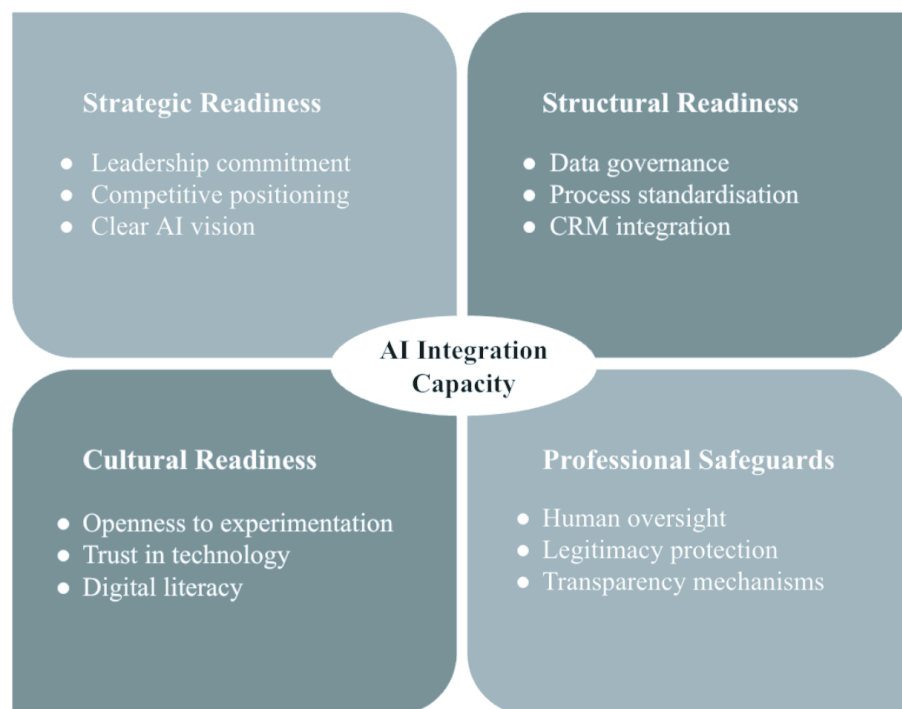 Strategic Readiness
● Leadership commitment
● Competitive positioning
● Clear AI vision
Structural Readiness
● Data governance
● Process standardisation
● CRM integration
AI Integration
Capacity
Cultural Readiness
● Openness to experimentation
● Trust in technology
● Digital literacy
Professional Safeguards
● Human oversight
● Legitimacy protection
● Transparency mechanisms